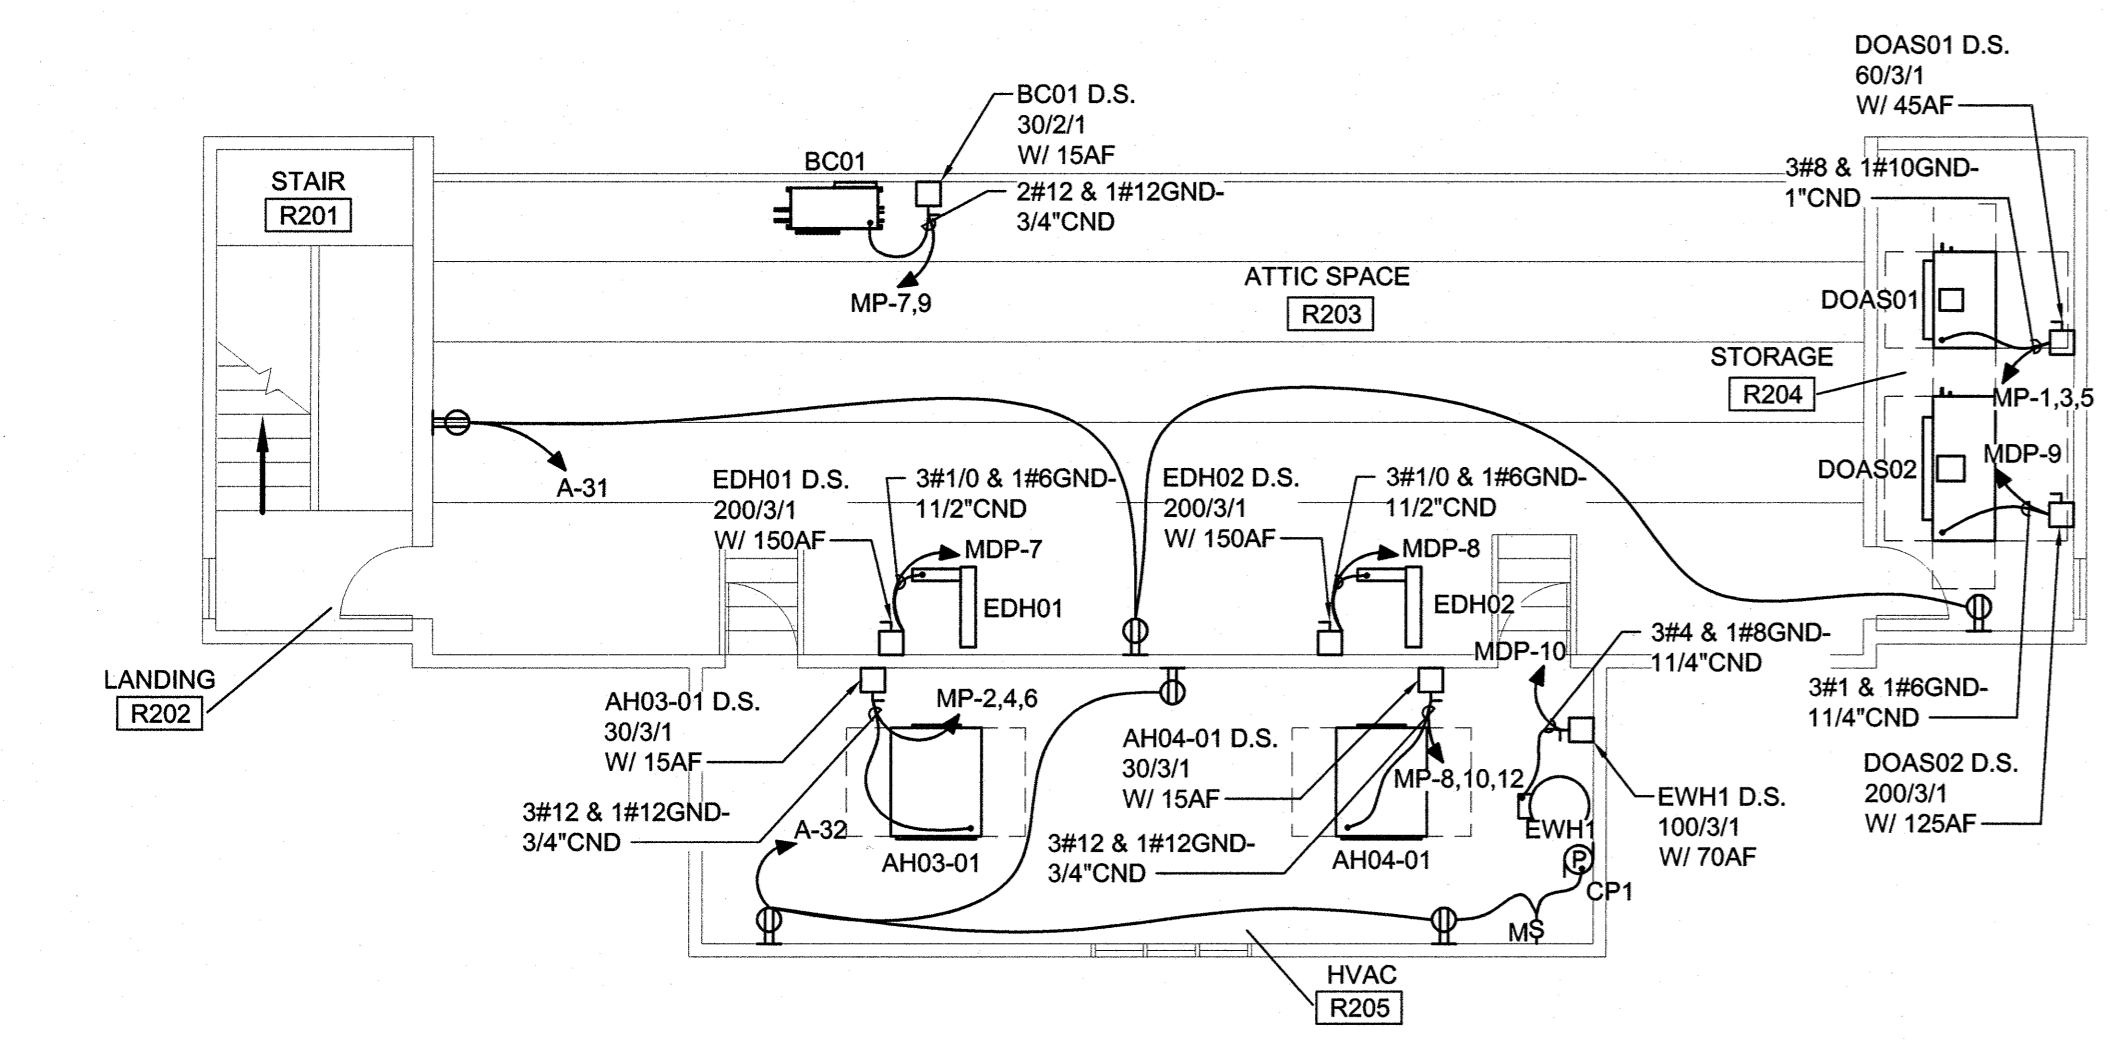 DOAS01 D.S.
60/3/1
W/ 45AF
BC01 D.S.
30/2/1
W/ 15AF
BC01
3#8 & 1#10GND-
1"CND
STAIR
R201
2#12 & 1#12GND-
3/4"CND
MP-7,9
ATTIC SPACE
R203
DOAS01
STORAGE
R204
MP-1,3,5
MDP-9
DOAS02
A-31
EDH01 D.S.
200/3/1
W/ 150AF
3#1/0 & 1#6GND-
11/2"CND
MDP-7
EDH01
EDH02 D.S.
200/3/1
W/ 150AF
3#1/0 & 1#6GND-
11/2"CND
MDP-8
EDH02
MDP-10
3#4 & 1#8GND-
11/4"CND
3#1 & 1#6GND-
11/4"CND
LANDING
R202
AH03-01 D.S.
30/3/1
W/ 15AF
MP-2,4,6
AH04-01 D.S.
30/3/1
W/ 15AF
MP-8,10,12
DOAS02 D.S.
200/3/1
W/ 125AF
EWH1 D.S.
100/3/1
W/ 70AF
3#12 & 1#12GND-
3/4"CND
A-32
AH03-01
3#12 & 1#12GND-
3/4"CND
AH04-01
EWH1
P
CP1
MS
HVAC
R205